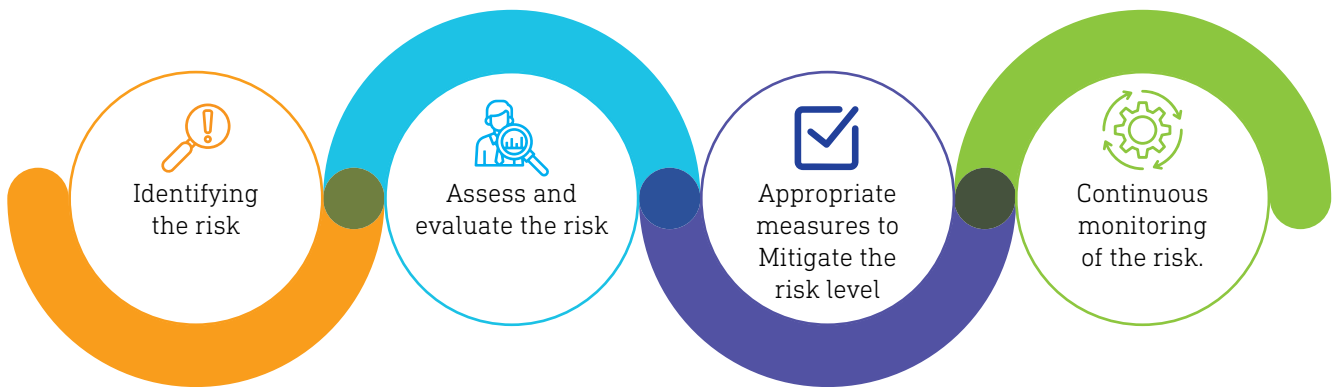 Identifying
the risk
Assess and
evaluate the risk
Appropriate
measures to
Mitigate the
risk level
Continuous
monitoring
of the risk.